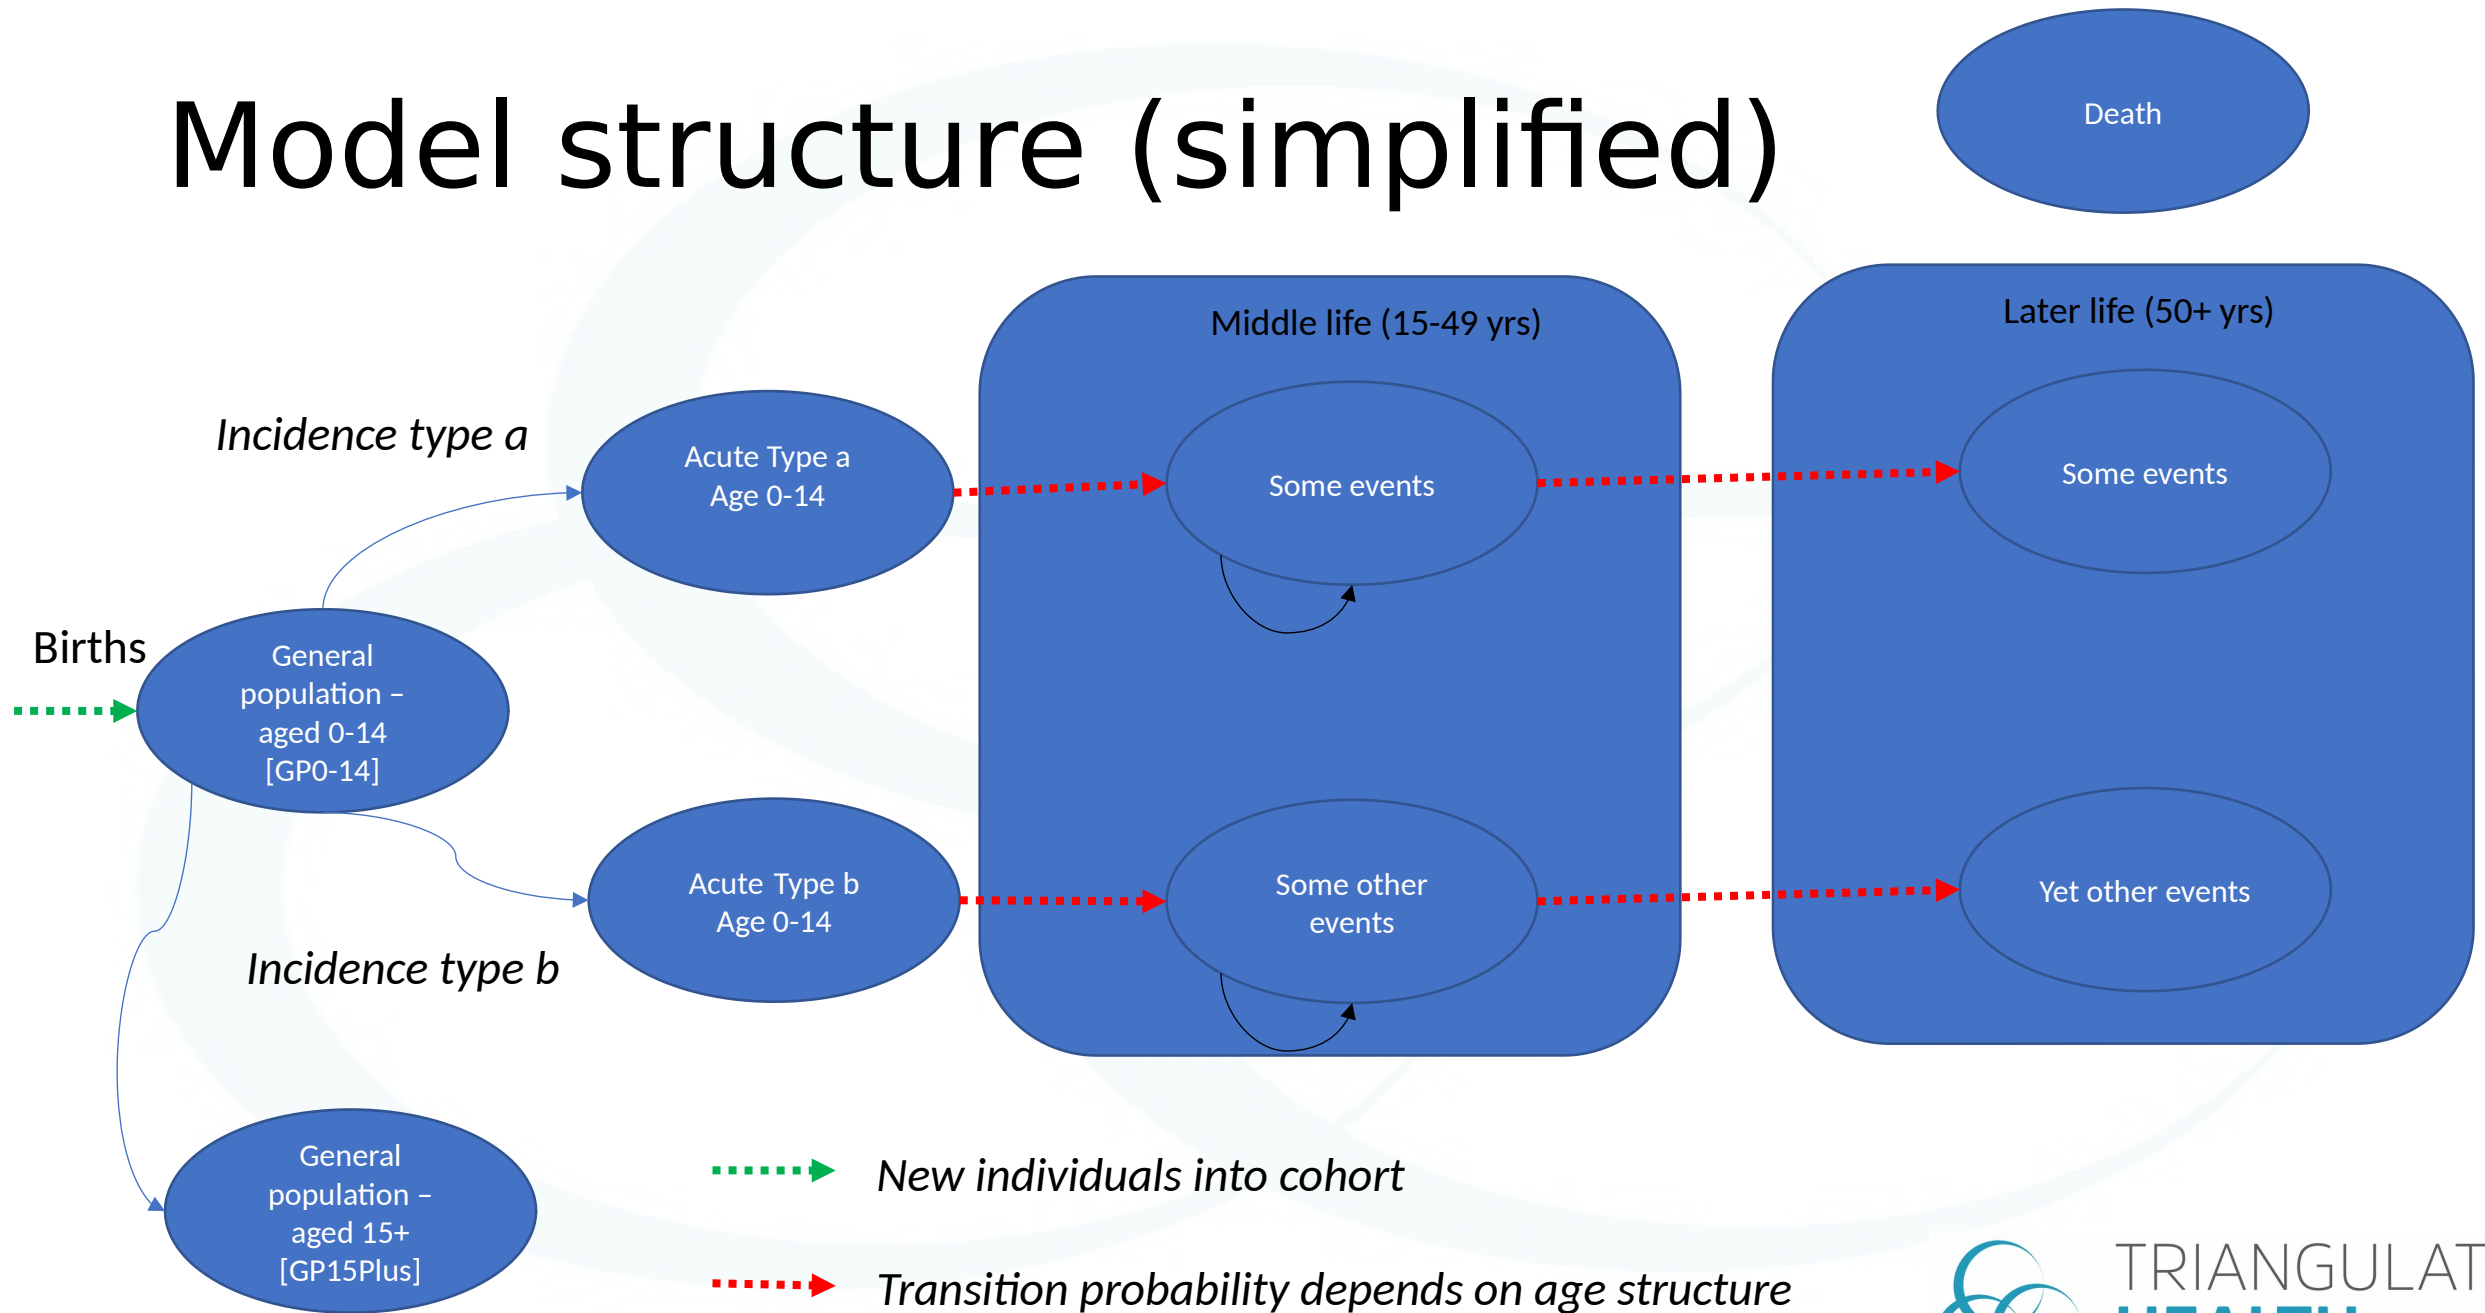 Model structure (simplified)
Death
Middle life (15-49 yrs)
Later life (50+ yrs)
Incidence type a
Acute Type a
Age 0-14
Some events
Some events
Births
General
population –
aged 0-14
[GP0-14]
Acute Type b
Age 0-14
Some other
events
Yet other events
Incidence type b
General
population –
aged 15+
[GP15Plus]
New individuals into cohort
Transition probability depends on age structure
TRIANGULAT
HEALTH